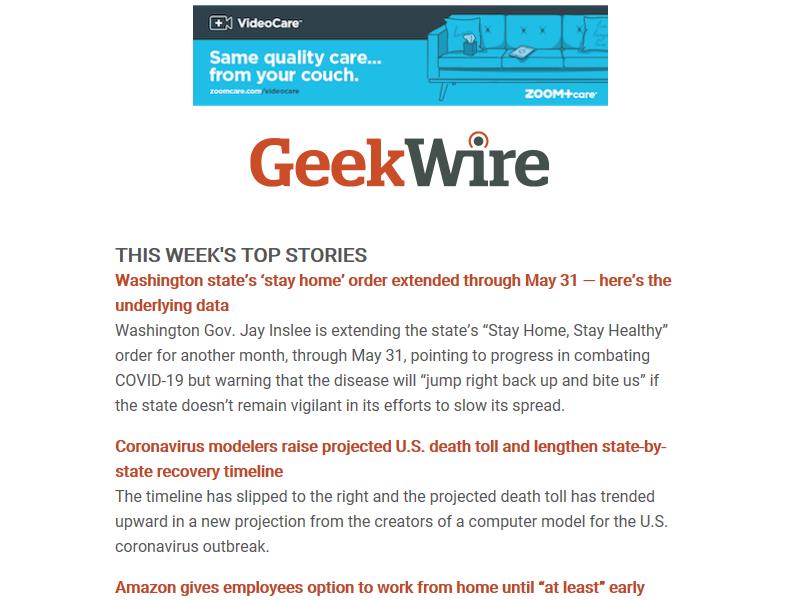 VideoCare™
Same quality care...
from your couch.
zoomcare.com/videocare
ZOOM+care®
GeekWire
THIS WEEK'S TOP STORIES
Washington state’s ‘stay home’ order extended through May 31 — here’s the
underlying data
Washington Gov. Jay Inslee is extending the state’s “Stay Home, Stay Healthy”
order for another month, through May 31, pointing to progress in combating
COVID-19 but warning that the disease will “jump right back up and bite us” if
the state doesn’t remain vigilant in its efforts to slow its spread.
Coronavirus modelers raise projected U.S. death toll and lengthen state-by-
state recovery timeline
The timeline has slipped to the right and the projected death toll has trended
upward in a new projection from the creators of a computer model for the U.S.
coronavirus outbreak.
Amazon gives employees option to work from home until “at least” early